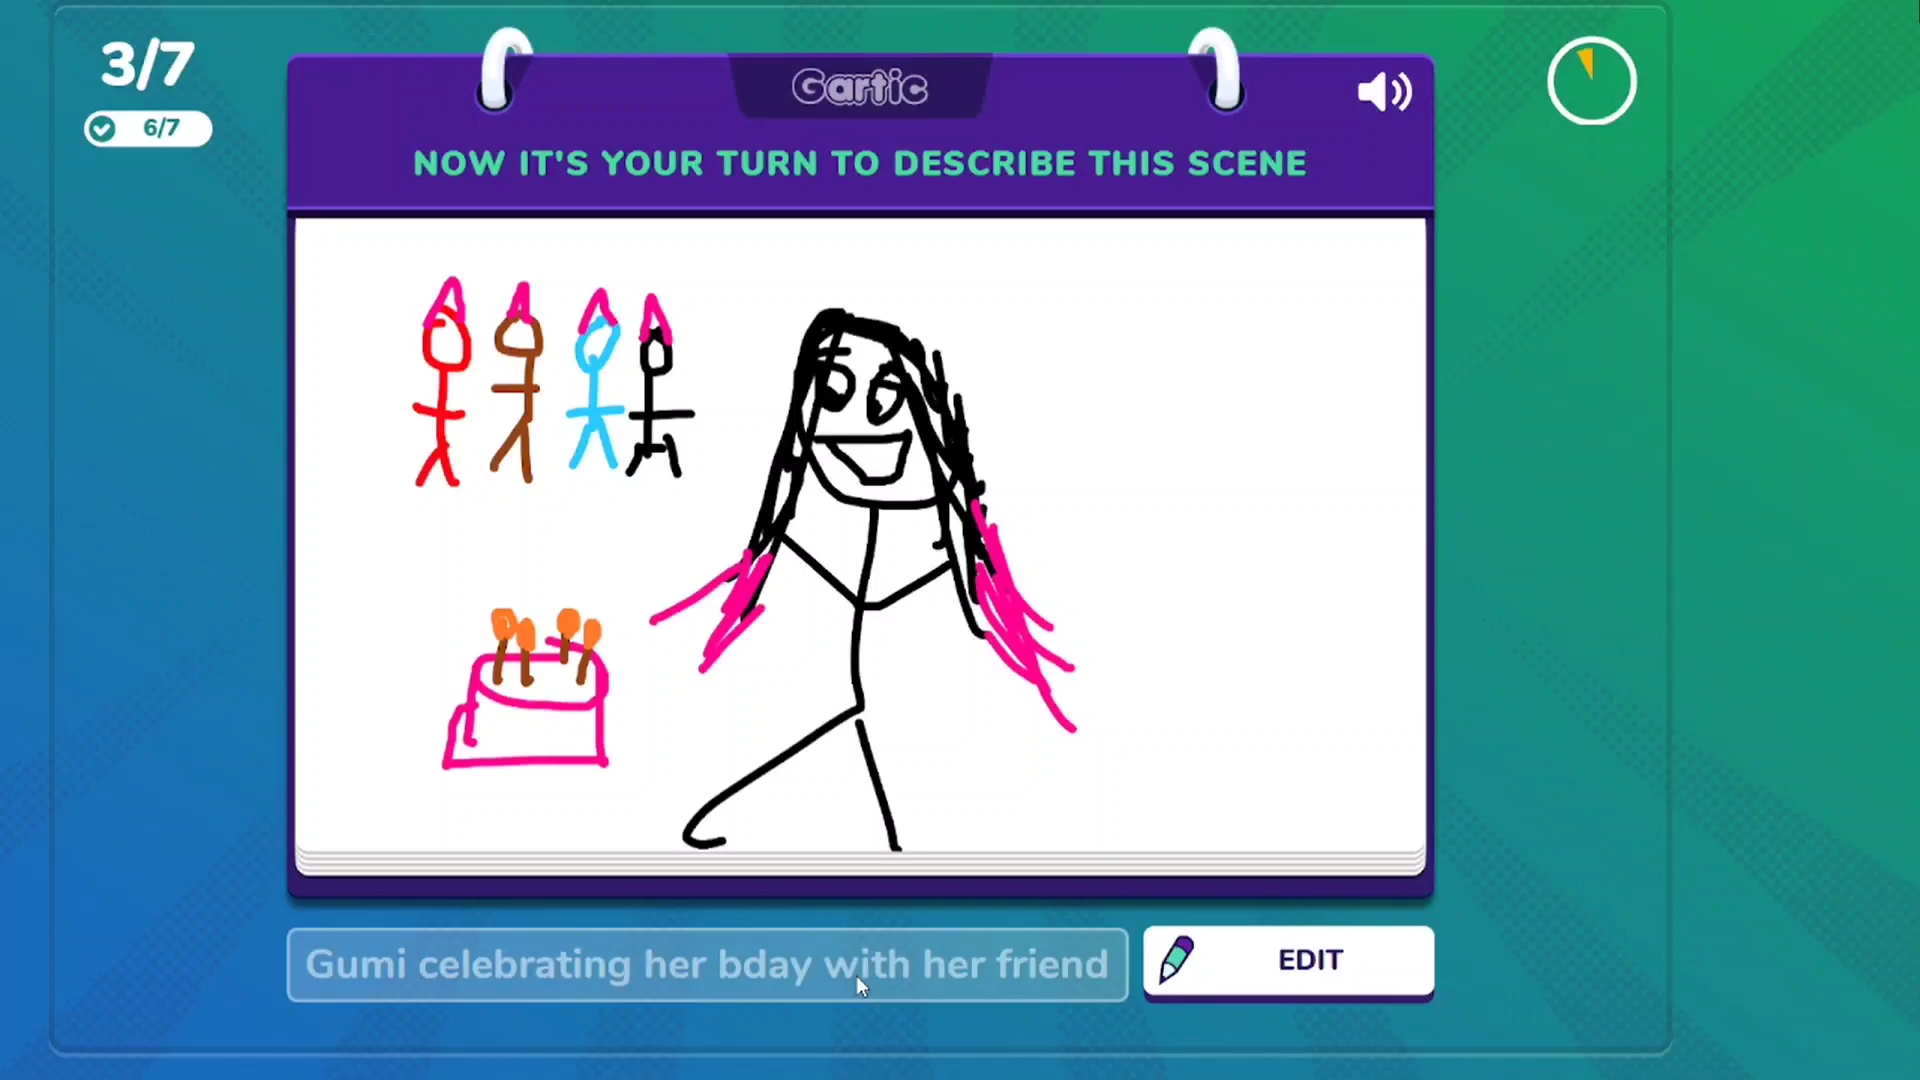 3/7
6/7
Gartic
NOW IT'S YOUR TURN TO DESCRIBE THIS SCENE
Gumi celebrating her bday with her friend
EDIT